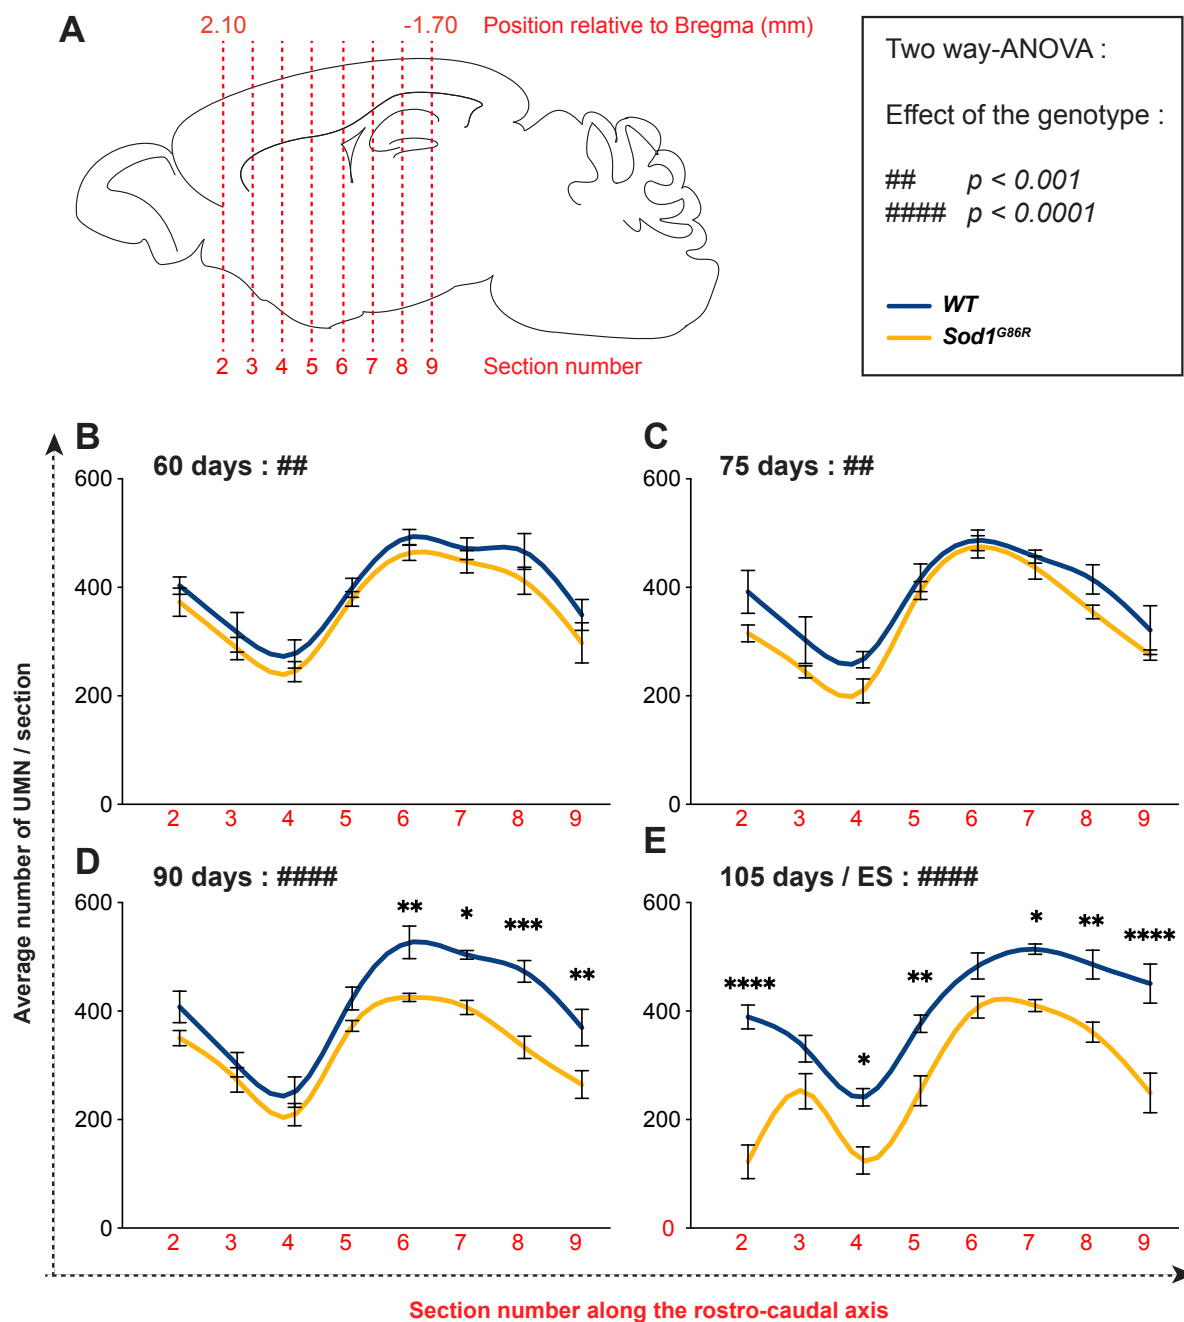 A
2.10 -1.70 Position relative to Bregma (mm)
2 3 4 5 6 7 8 9 Section number
Two way-ANOVA :
Effect of the genotype :
## p < 0.001
#### p < 0.0001
WT
Sod1G86R
Average number of UMN / section
B
60 days : ##
600
400
200
0
2 3 4 5 6 7 8 9
C
75 days : ##
600
400
200
0
2 3 4 5 6 7 8 9
D
90 days : ####
600
400
200
0
** * *** **
2 3 4 5 6 7 8 9
E
105 days / ES : ####
600
400
200
0
**** * ** * ** ****
2 3 4 5 6 7 8 9
Section number along the rostro-caudal axis